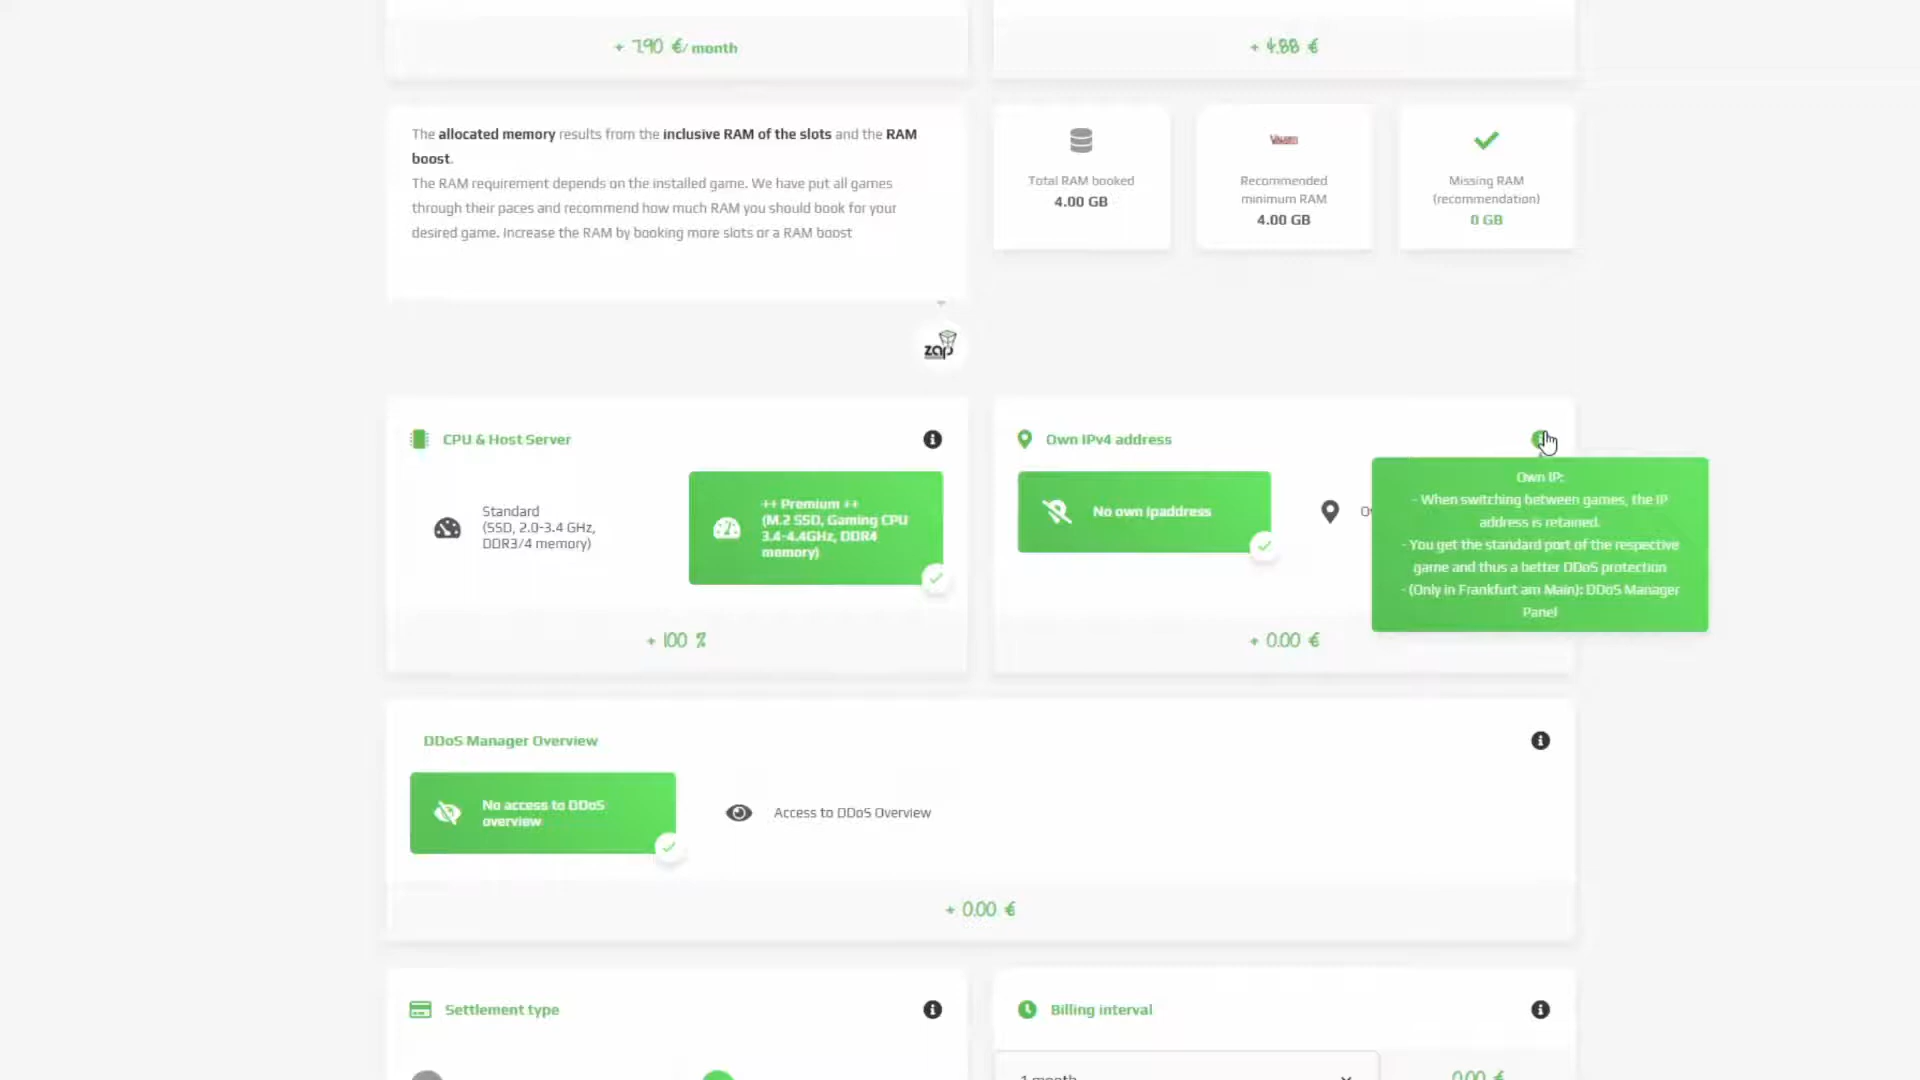 + 7.90 €/ month
+ 4.88 €
The allocated memory results from the inclusive RAM of the slots and the RAM
boost.
The RAM requirement depends on the installed game. We have put all games
through their paces and recommend how much RAM you should book for your
desired game. Increase the RAM by booking more slots or a RAM boost
Total RAM booked
4.00 GB
Recommended
minimum RAM
4.00 GB
Missing RAM
(recommendation)
0 GB
zap
CPU & Host Server
Standard
(SSD, 2.0-3.4 GHz,
DDR3/4 memory)
++ Premium ++
(M.2 SSD, Gaming CPU
3.4-4.4GHz, DDR4
memory)
+ 100 %
Own IPv4 address
No own Ipaddress
Own IP:
- When switching between games, the IP
address is retained.
- You get the standard port of the respective
game and thus a better DDoS protection
- (Only in Frankfurt am Main): DDoS Manager
Panel
+ 0.00 €
DDoS Manager Overview
No access to DDoS
overview
Access to DDoS Overview
+ 0.00 €
Settlement type
Billing interval
1 month
0.00 €